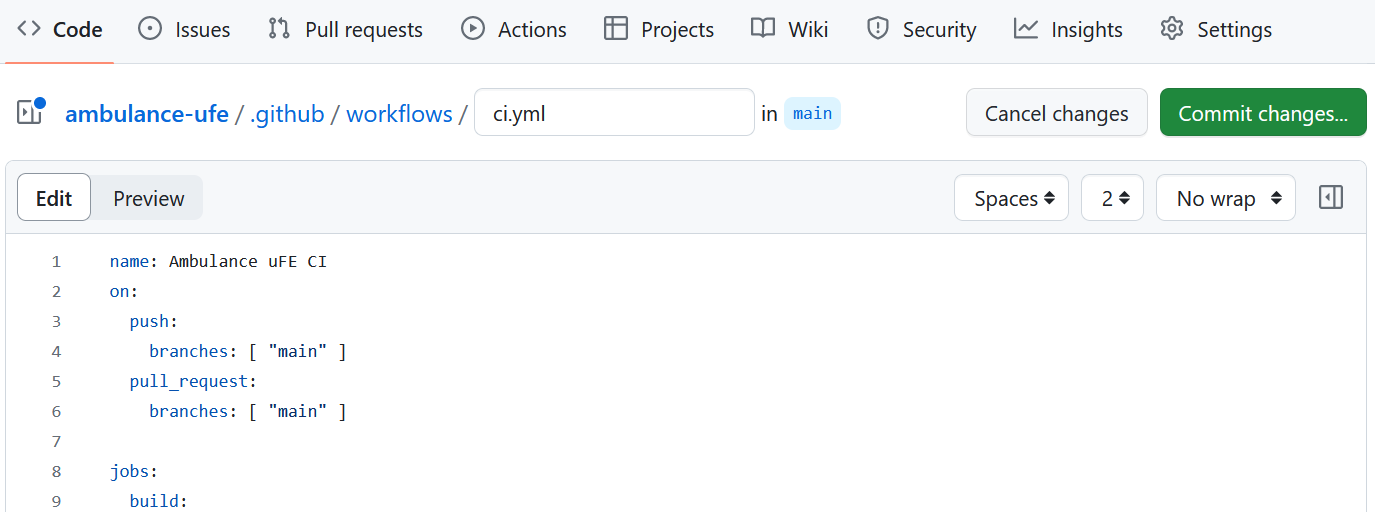 Code Issues Pull requests Actions Projects Wiki Security Insights Settings
ambulance-ufe / .github / workflows / ci.yml in main Cancel changes Commit changes...
Edit Preview Spaces 2 No wrap
1 name: Ambulance uFE CI
2 on:
3 push:
4 branches: [ "main" ]
5 pull_request:
6 branches: [ "main" ]
7
8 jobs:
9 build: